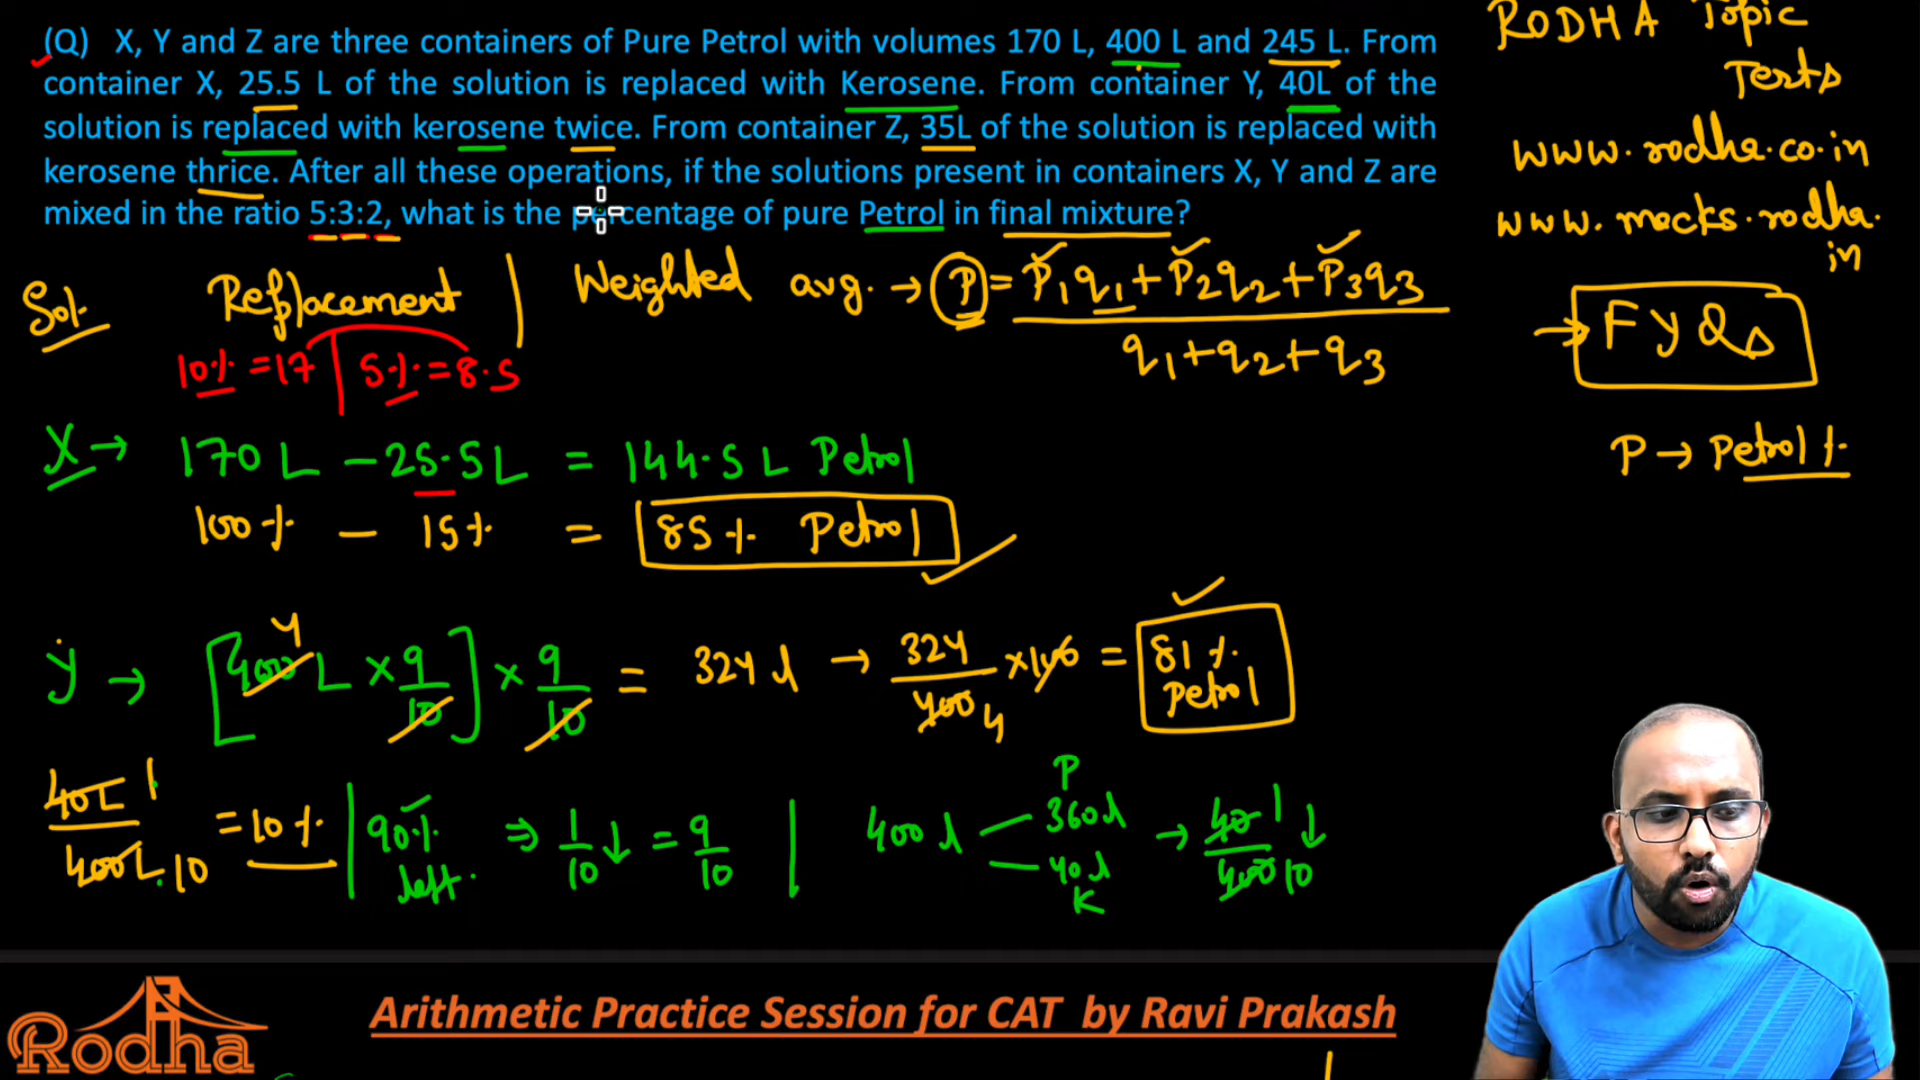 (Q) X, Y and Z are three containers of Pure Petrol with volumes 170 L, 400 L and 245 L. From
container X, 25.5 L of the solution is replaced with Kerosene. From container Y, 40L of the
solution is replaced with kerosene twice. From container Z, 35L of the solution is replaced with
kerosene thrice. After all these operations, if the solutions present in containers X, Y and Z are
mixed in the ratio 5:3:2, what is the percentage of pure Petrol in final mixture?
RODHA Topic
Tests
www.rodha.co.in
www.mocks.rodha.
in
Sol. Replacement | Weighted avg. → P = P₁q₁ + P₂q₂ + P₃q₃
q₁ + q₂ + q₃
→ FYQs
10% = 17 | 5% = 8.5
P → Petrol %
X → 170 L - 25.5 L = 144.5 L Petrol
100% - 15% = 85% Petrol
4
Y → [400 L × 9/10] × 9/10 = 324 l → 324/400 4 × 100 = 81% Petrol
40L 1 / 400L 10 = 10% | 90% left. ⇒ 1/10 ↓ = 9/10 | 400 l
P
360 l
40 l
K
→ 40 1 / 400 10 ↓
Rodha
Arithmetic Practice Session for CAT by Ravi Prakash